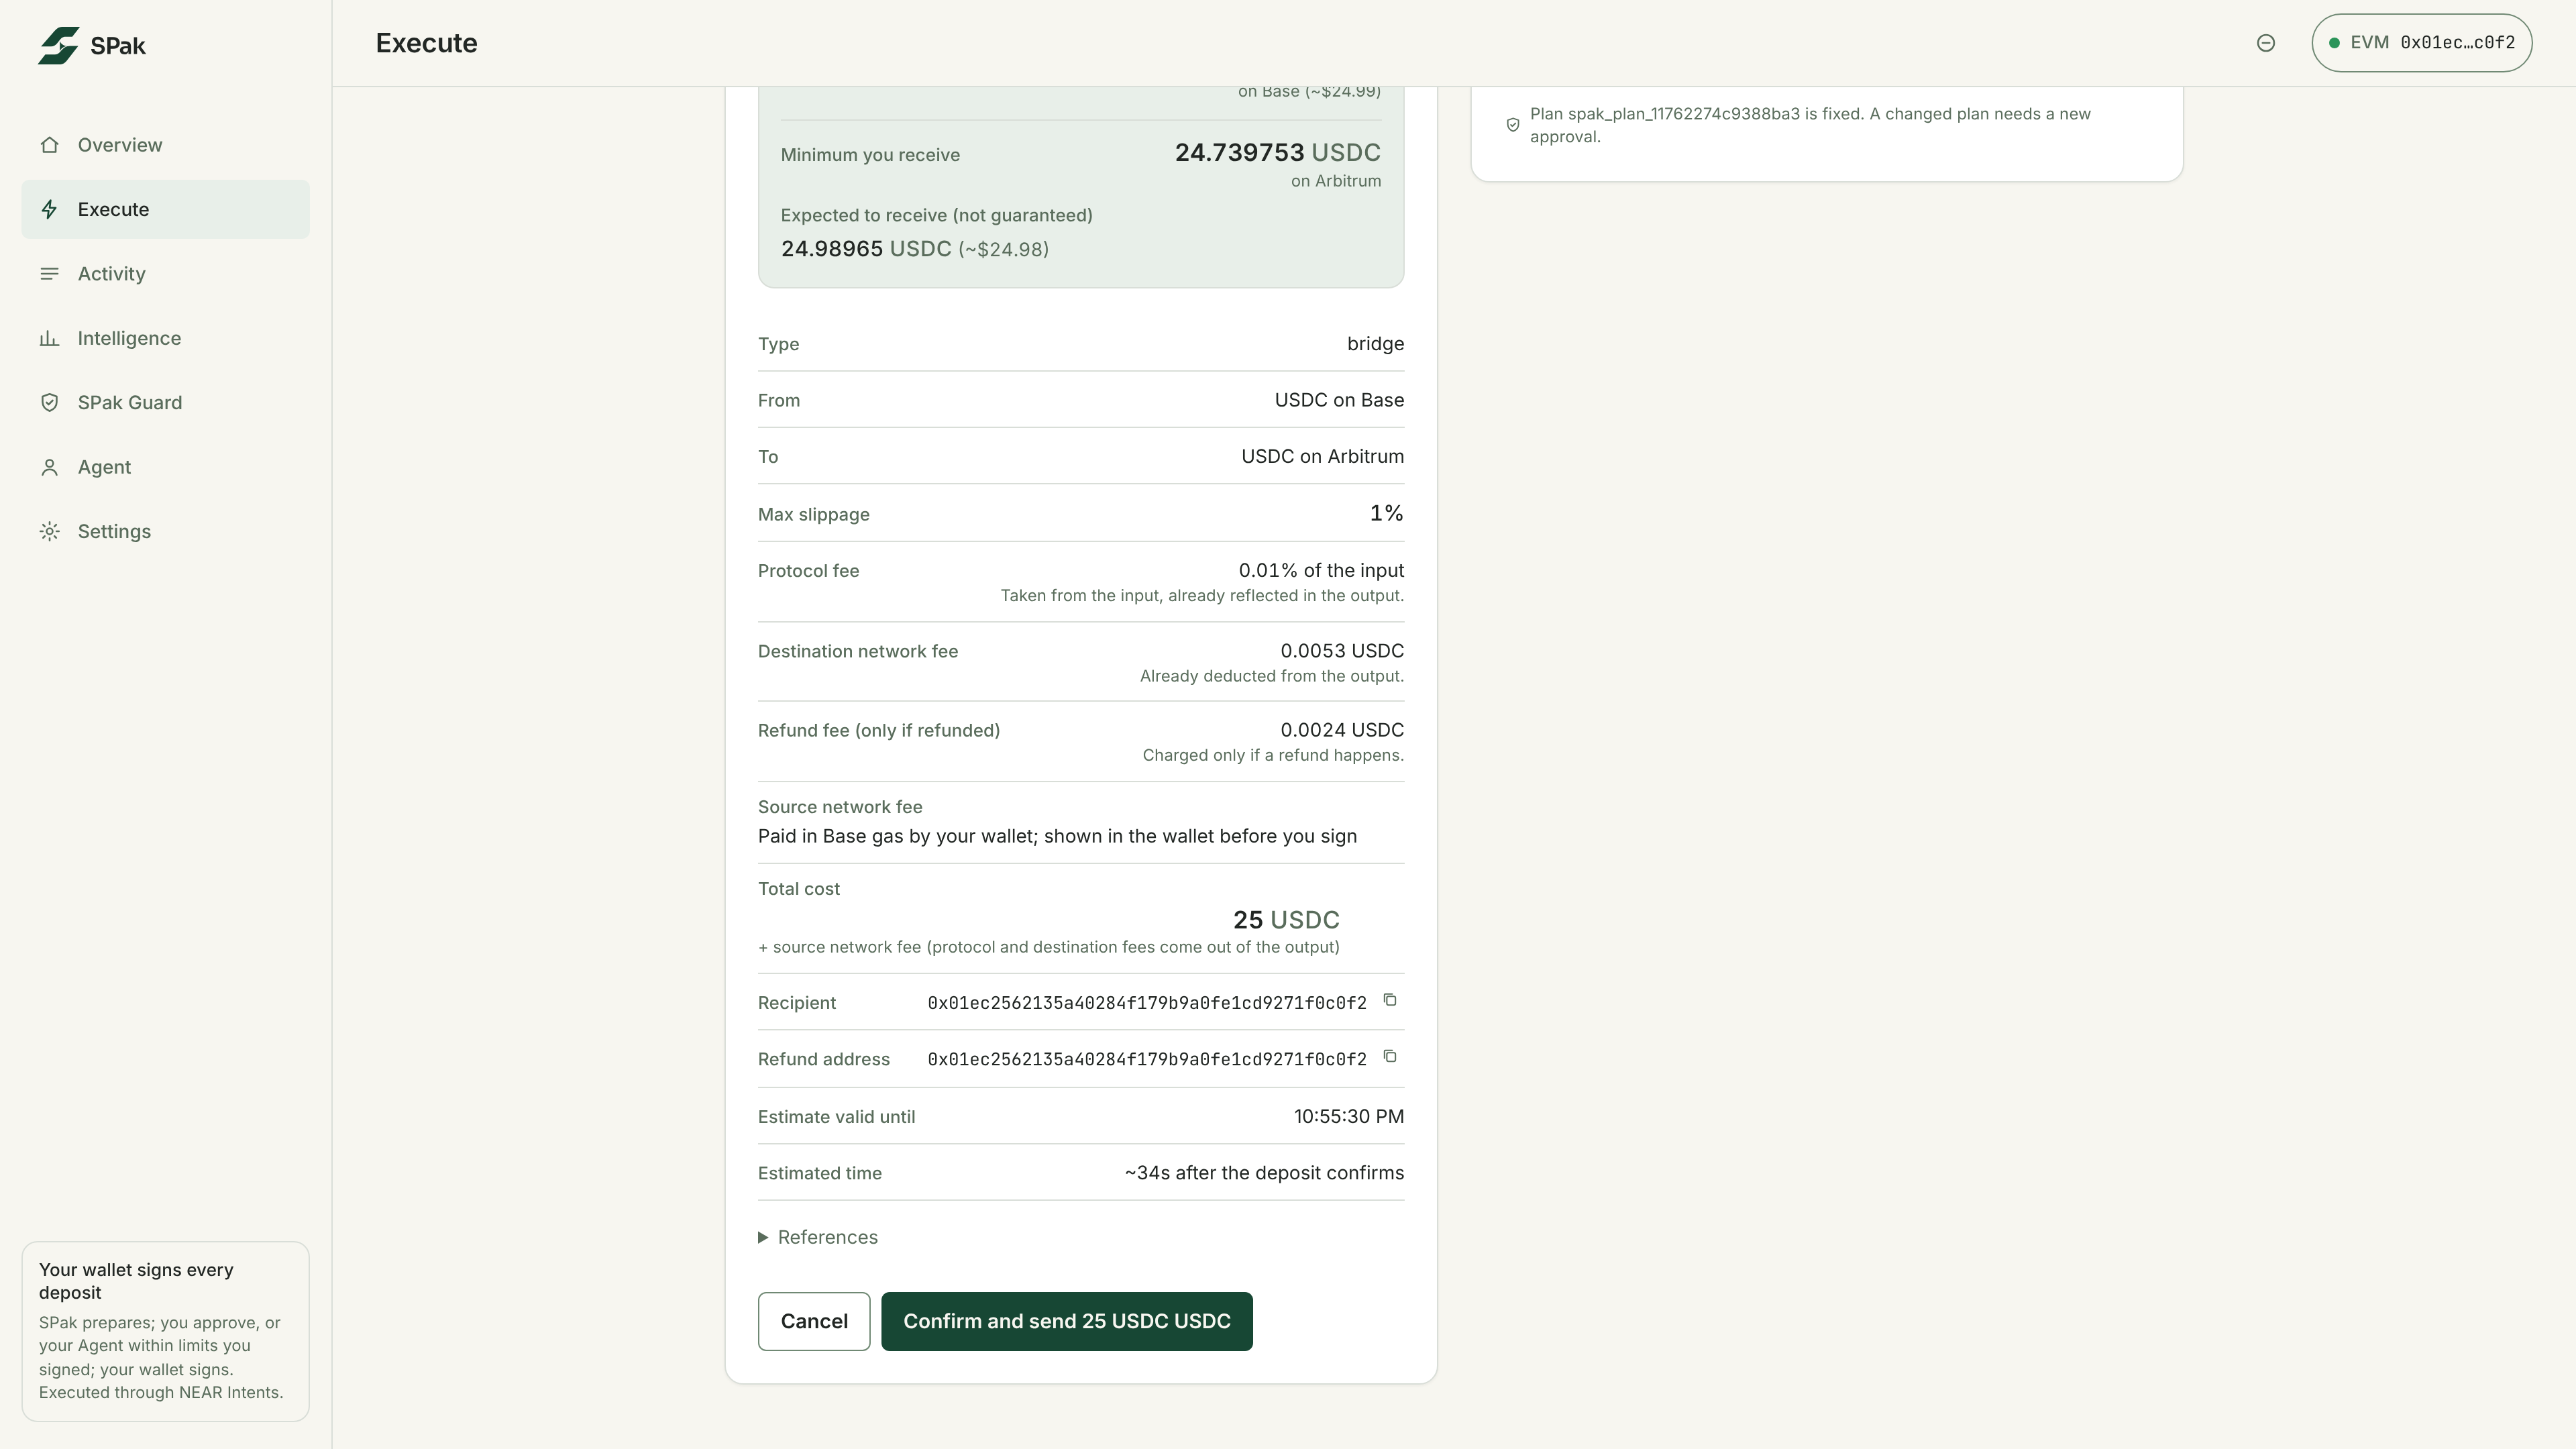 SPak
Execute
EVM 0x01ec…c0f2
Overview
Execute
Activity
Intelligence
SPak Guard
Agent
Settings
Your wallet signs every
deposit
SPak prepares; you approve, or
your Agent within limits you
signed; your wallet signs.
Executed through NEAR Intents.
on Base (~$24.99)
Minimum you receive 24.739753 USDC
on Arbitrum
Expected to receive (not guaranteed)
24.98965 USDC (~$24.98)
Type bridge
From USDC on Base
To USDC on Arbitrum
Max slippage 1%
Protocol fee 0.01% of the input
Taken from the input, already reflected in the output.
Destination network fee 0.0053 USDC
Already deducted from the output.
Refund fee (only if refunded) 0.0024 USDC
Charged only if a refund happens.
Source network fee
Paid in Base gas by your wallet; shown in the wallet before you sign
Total cost
25 USDC
+ source network fee (protocol and destination fees come out of the output)
Recipient 0x01ec2562135a40284f179b9a0fe1cd9271f0c0f2
Refund address 0x01ec2562135a40284f179b9a0fe1cd9271f0c0f2
Estimate valid until 10:55:30 PM
Estimated time ~34s after the deposit confirms
References
Cancel
Confirm and send 25 USDC USDC
Plan spak_plan_11762274c9388ba3 is fixed. A changed plan needs a new
approval.